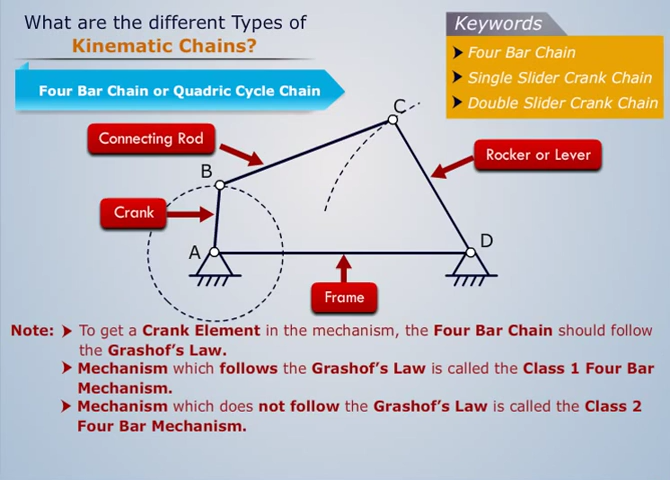 What are the different Types of
Kinematic Chains?
Keywords
Four Bar Chain
Single Slider Crank Chain
Double Slider Crank Chain
Four Bar Chain or Quadric Cycle Chain
C
Connecting Rod
Rocker or Lever
B
Crank
A
D
Frame
Note: ➤ To get a Crank Element in the mechanism, the Four Bar Chain should follow
the Grashof’s Law.
➤ Mechanism which follows the Grashof’s Law is called the Class 1 Four Bar
Mechanism.
➤ Mechanism which does not follow the Grashof’s Law is called the Class 2
Four Bar Mechanism.